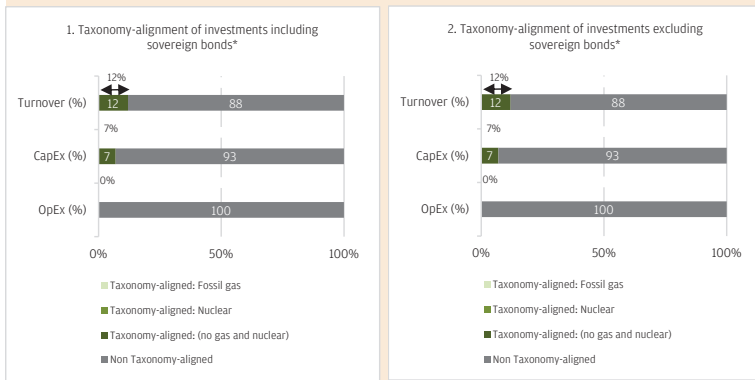 1. Taxonomy-alignment of investments including
sovereign bonds*
12%
Turnover (%)
12
88
7%
CapEx (%)
7
93
0%
OpEx (%)
100
0%
50%
100%
Taxonomy-aligned: Fossil gas
Taxonomy-aligned: Nuclear
Taxonomy-aligned: (no gas and nuclear)
Non Taxonomy-aligned
2. Taxonomy-alignment of investments excluding
sovereign bonds*
12%
Turnover (%)
12
88
7%
CapEx (%)
7
93
0%
OpEx (%)
100
0%
50%
100%
Taxonomy-aligned: Fossil gas
Taxonomy-aligned: Nuclear
Taxonomy-aligned: (no gas and nuclear)
Non Taxonomy-aligned